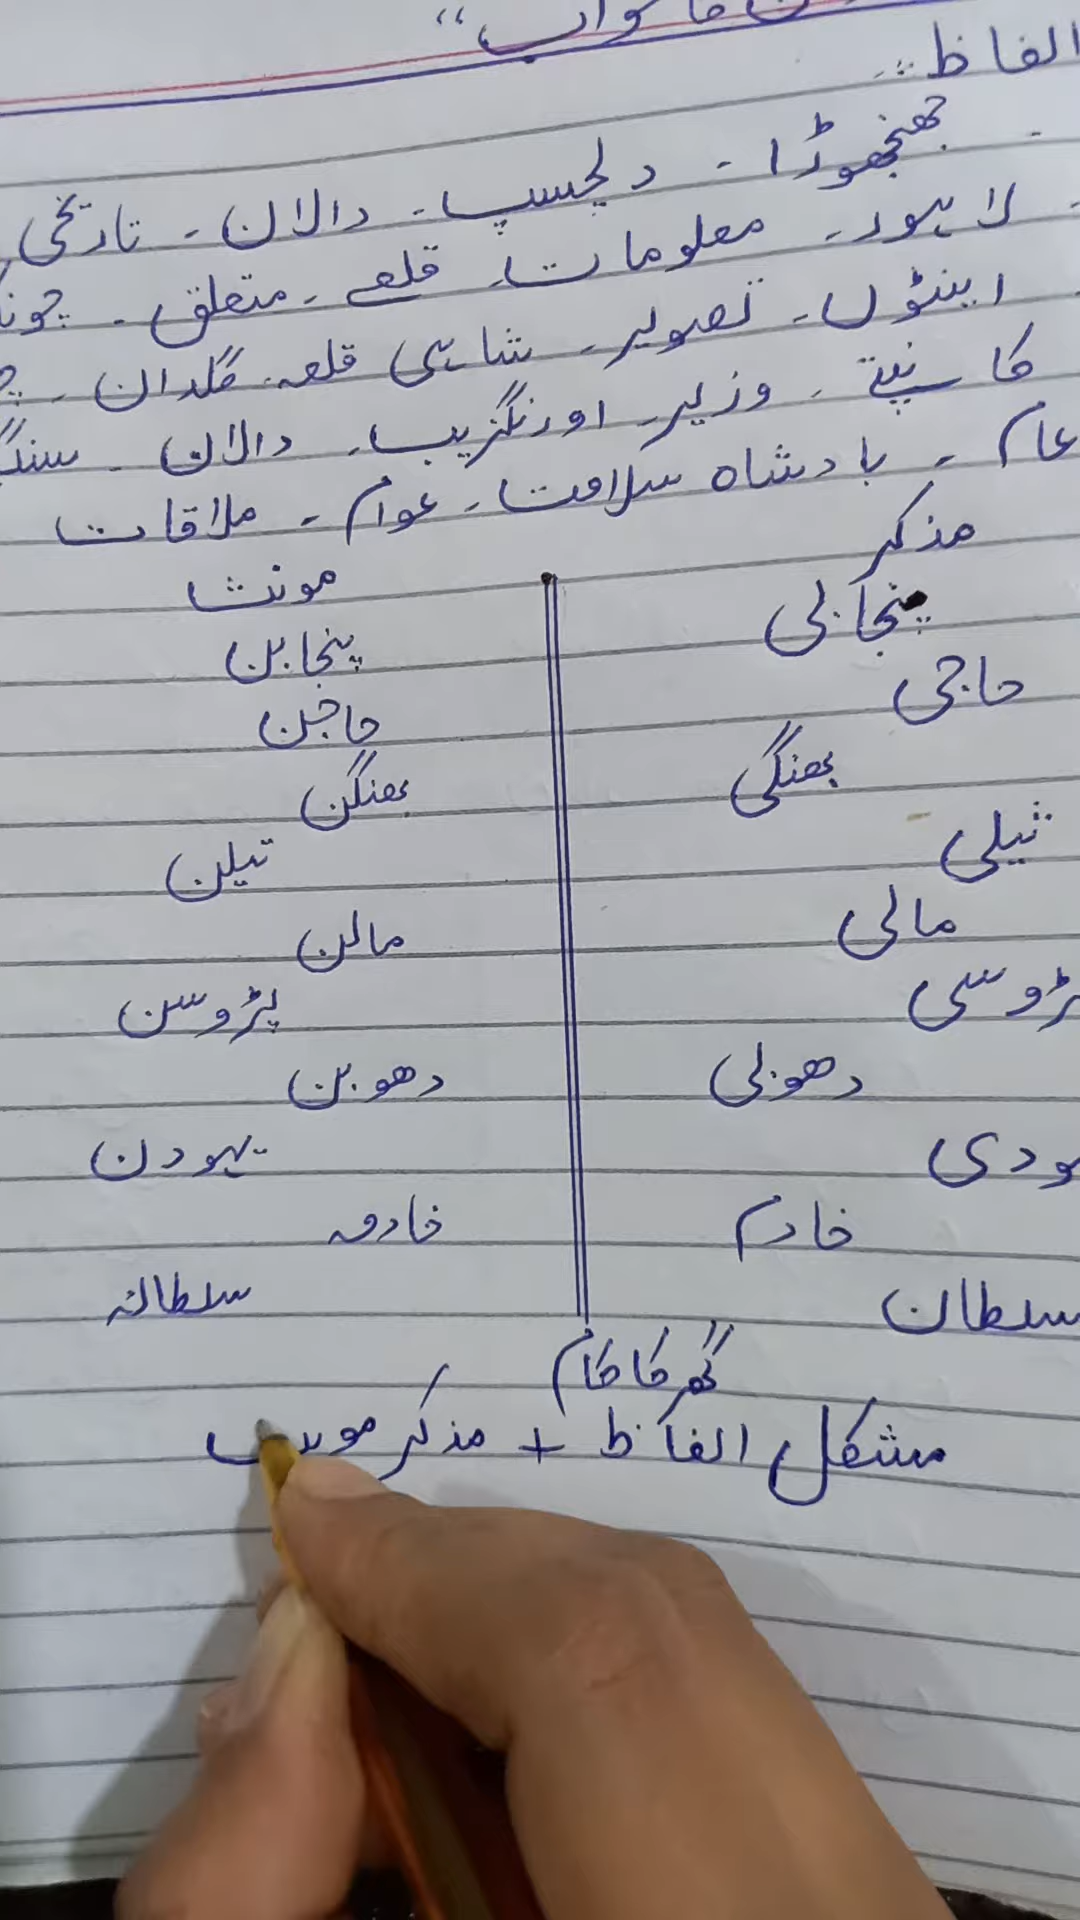 الفاظ
جھنجھوڑا - دلچسپ - دالان - تاریخی
لاہور - معلومات - قلعے - متعلق -
اینٹوں - تصویر - شاہی قلعہ - گلدان -
کانپتے - وزیر - اورنگزیب - دالان -
عام - بادشاہ سلامت - عوام - ملاقات
مذکر مونث
پنجابی پنجابن
حاجی حاجن
بھنگی بھنگن
تیلی تیلن
مالی مالن
پڑوسن
دھوبی دھوبن
یہودن
خادم خادمہ
سلطان سلطانہ
گھر کا کام
مشکل الفاظ + مذکر